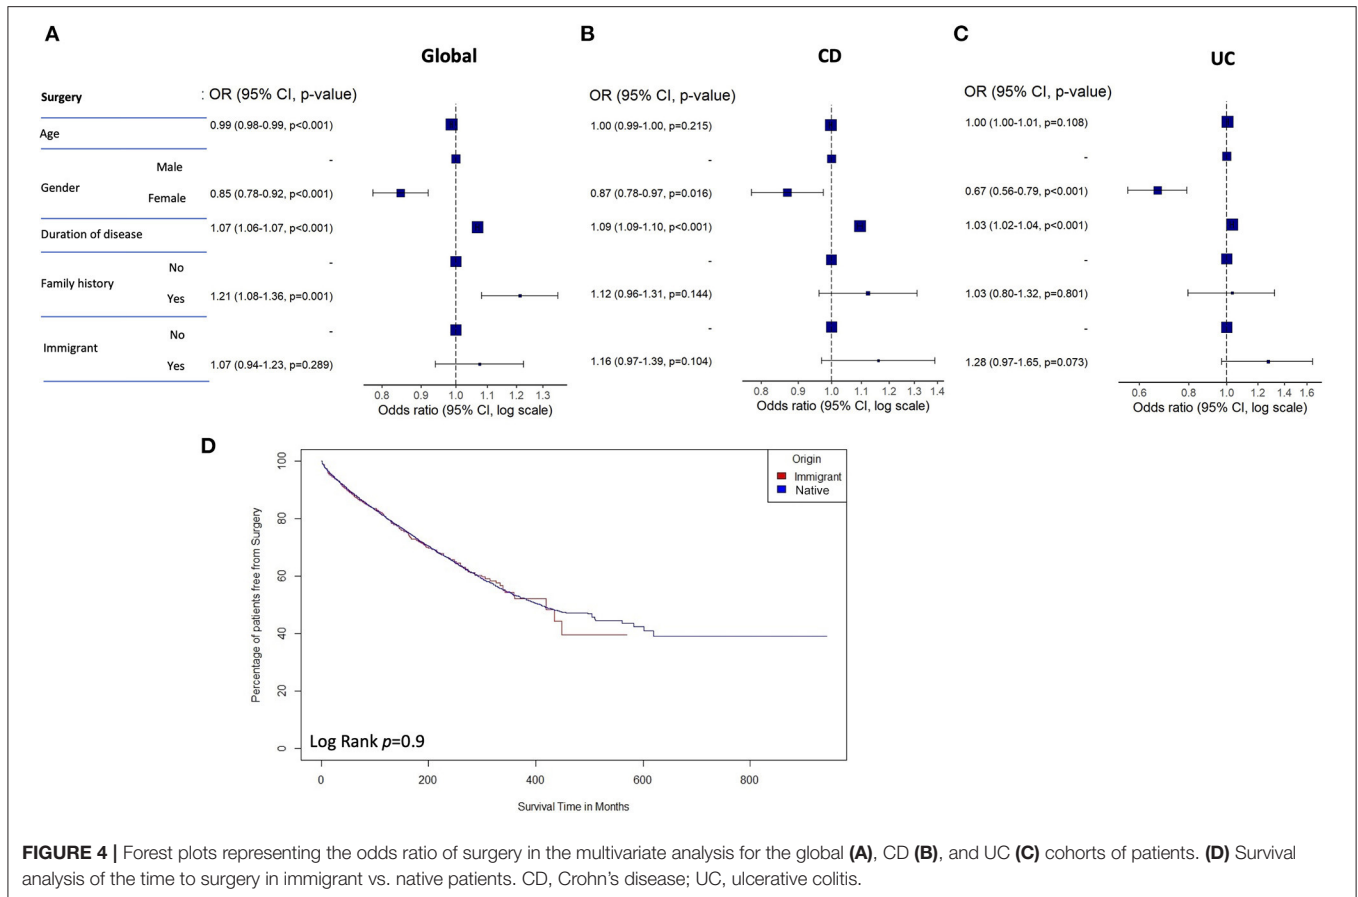 A
B
C
Global
CD
UC
Surgery
: OR (95% CI, p-value)
OR (95% CI, p-value)
OR (95% CI, p-value)
Age
0.99 (0.98-0.99, p<0.001)
1.00 (0.99-1.00, p=0.215)
1.00 (1.00-1.01, p=0.108)
Gender
Male
-
-
-
Female
0.85 (0.78-0.92, p<0.001)
0.87 (0.78-0.97, p=0.016)
0.67 (0.56-0.79, p<0.001)
Duration of disease
1.07 (1.06-1.07, p<0.001)
1.09 (1.09-1.10, p<0.001)
1.03 (1.02-1.04, p<0.001)
Family history
No
-
-
-
Yes
1.21 (1.08-1.36, p=0.001)
1.12 (0.96-1.31, p=0.144)
1.03 (0.80-1.32, p=0.801)
Immigrant
No
-
-
-
Yes
1.07 (0.94-1.23, p=0.289)
1.16 (0.97-1.39, p=0.104)
1.28 (0.97-1.65, p=0.073)
0.8 0.9 1.0 1.1 1.2 1.3
0.8 0.9 1.0 1.1 1.2 1.3 1.4
0.6 0.8 1.0 1.2 1.4 1.6
Odds ratio (95% CI, log scale)
Odds ratio (95% CI, log scale)
Odds ratio (95% CI, log scale)
D
Percentage of patients free from Surgery
100
80
60
40
20
0
Origin
Immigrant
Native
Log Rank p=0.9
0 200 400 600 800
Survival Time in Months
FIGURE 4 | Forest plots representing the odds ratio of surgery in the multivariate analysis for the global (A), CD (B), and UC (C) cohorts of patients. (D) Survival
analysis of the time to surgery in immigrant vs. native patients. CD, Crohn's disease; UC, ulcerative colitis.